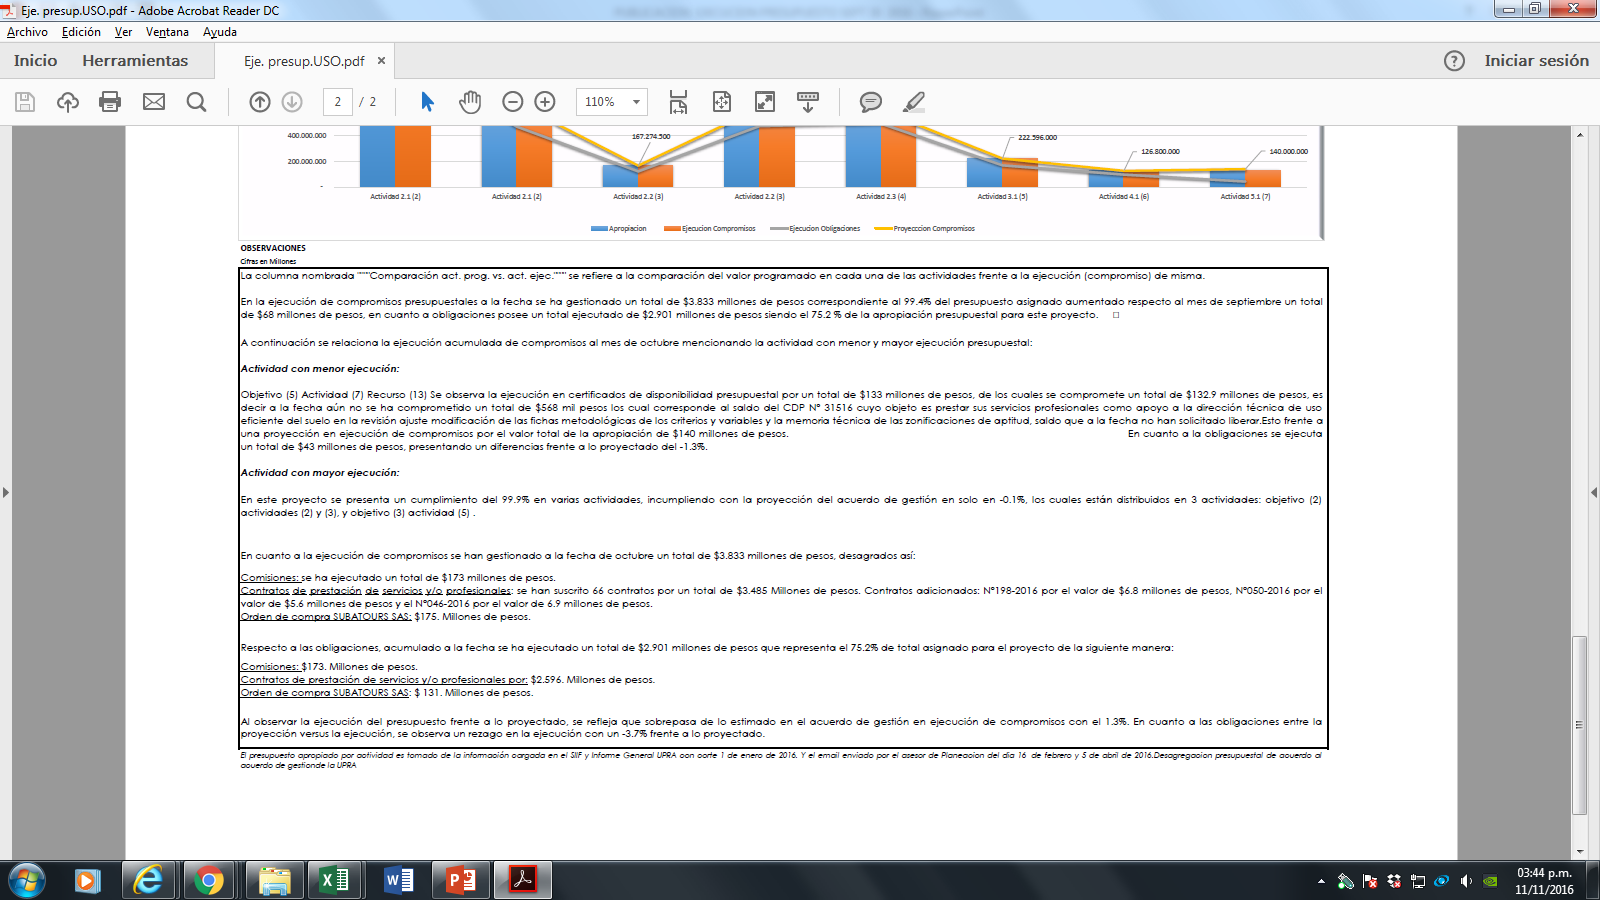 Eje. presup.USO.pdf - Adobe Acrobat Reader DC
Archivo Edición Ver Ventana Ayuda
Inicio Herramientas Eje. presup.USO.pdf × ? Iniciar sesión
2 / 2 110%
400.000.000
200.000.000
-
167.274.500
222.596.000
126.800.000
140.000.000
Actividad 2.1 (2) Actividad 2.1 (2) Actividad 2.2 (3) Actividad 2.2 (3) Actividad 2.3 (4) Actividad 3.1 (5) Actividad 4.1 (6) Actividad 5.1 (7)
Apropiacion Ejecucion Compromisos Ejecucion Obligaciones Proyecccion Compromisos
OBSERVACIONES
Cifras en Millones
La columna nombrada """"Comparación act. prog. vs. act. ejec."""" se refiere a la comparación del valor programado en cada una de las actividades frente a la ejecución (compromiso) de misma.
En la ejecución de compromisos presupuestales a la fecha se ha gestionado un total de $3.833 millones de pesos correspondiente al 99.4% del presupuesto asignado aumentado respecto al mes de septiembre un total
de $68 millones de pesos, en cuanto a obligaciones posee un total ejecutado de $2.901 millones de pesos siendo el 75.2 % de la apropiación presupuestal para este proyecto. □
A continuación se relaciona la ejecución acumulada de compromisos al mes de octubre mencionando la actividad con menor y mayor ejecución presupuestal:
Actividad con menor ejecución:
Objetivo (5) Actividad (7) Recurso (13) Se observa la ejecución en certificados de disponibilidad presupuestal por un total de $133 millones de pesos, de los cuales se compromete un total de $132.9 millones de pesos, es
decir a la fecha aún no se ha comprometido un total de $568 mil pesos los cual corresponde al saldo del CDP N° 31516 cuyo objeto es prestar sus servicios profesionales como apoyo a la dirección técnica de uso
eficiente del suelo en la revisión ajuste modificación de las fichas metodológicas de los criterios y variables y la memoria técnica de las zonificaciones de aptitud, saldo que a la fecha no han solicitado liberar.Esto frente a
una proyección en ejecución de compromisos por el valor total de la apropiación de $140 millones de pesos. En cuanto a la obligaciones se ejecuta
un total de $43 millones de pesos, presentando un diferencias frente a lo proyectado del -1.3%.
Actividad con mayor ejecución:
En este proyecto se presenta un cumplimiento del 99.9% en varias actividades, incumpliendo con la proyección del acuerdo de gestión en solo en -0.1%, los cuales están distribuidos en 3 actividades: objetivo (2)
actividades (2) y (3), y objetivo (3) actividad (5) .
En cuanto a la ejecución de compromisos se han gestionado a la fecha de octubre un total de $3.833 millones de pesos, desagrados así:
Comisiones: se ha ejecutado un total de $173 millones de pesos.
Contratos de prestación de servicios y/o profesionales: se han suscrito 66 contratos por un total de $3.485 Millones de pesos. Contratos adicionados: N°198-2016 por el valor de $6.8 millones de pesos, N°050-2016 por el
valor de $5.6 millones de pesos y el N°046-2016 por el valor de 6.9 millones de pesos.
Orden de compra SUBATOURS SAS: $175. Millones de pesos.
Respecto a las obligaciones, acumulado a la fecha se ha ejecutado un total de $2.901 millones de pesos que representa el 75.2% de total asignado para el proyecto de la siguiente manera:
Comisiones: $173. Millones de pesos.
Contratos de prestación de servicios y/o profesionales por: $2.596. Millones de pesos.
Orden de compra SUBATOURS SAS: $ 131. Millones de pesos.
Al observar la ejecución del presupuesto frente a lo proyectado, se refleja que sobrepasa de lo estimado en el acuerdo de gestión en ejecución de compromisos con el 1.3%. En cuanto a las obligaciones entre la
proyección versus la ejecución, se observa un rezago en la ejecución con un -3.7% frente a lo proyectado.
El presupuesto apropiado por actividad es tomado de la información cargada en el SIIF y Informe General UPRA con corte 1 de enero de 2016. Y el email enviado por el asesor de Planeacion del dia 16 de febrero y 5 de abril de 2016.Desagregacion presupuestal de acuerdo al
acuerdo de gestionde la UPRA
03:44 p.m.
11/11/2016